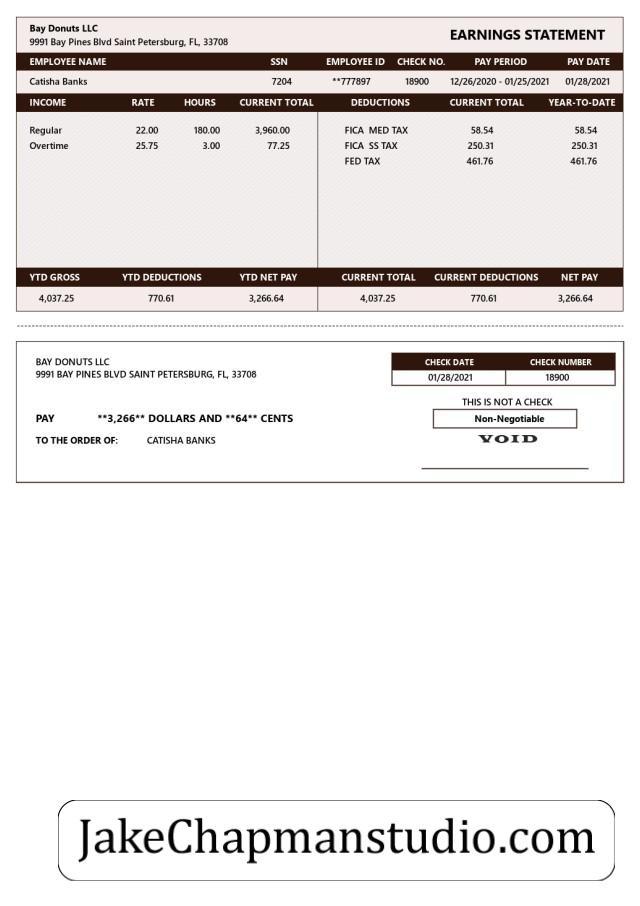 Bay Donuts LLC
9991 Bay Pines Blvd Saint Petersburg, FL, 33708
EARNINGS STATEMENT
EMPLOYEE NAME SSN EMPLOYEE ID CHECK NO. PAY PERIOD PAY DATE
Catisha Banks 7204 **777897 18900 12/26/2020 - 01/25/2021 01/28/2021
INCOME RATE HOURS CURRENT TOTAL DEDUCTIONS CURRENT TOTAL YEAR-TO-DATE
Regular 22.00 180.00 3,960.00 FICA MED TAX 58.54 58.54
Overtime 25.75 3.00 77.25 FICA SS TAX 250.31 250.31
FED TAX 461.76 461.76
YTD GROSS YTD DEDUCTIONS YTD NET PAY CURRENT TOTAL CURRENT DEDUCTIONS NET PAY
4,037.25 770.61 3,266.64 4,037.25 770.61 3,266.64
BAY DONUTS LLC
9991 BAY PINES BLVD SAINT PETERSBURG, FL, 33708
CHECK DATE CHECK NUMBER
01/28/2021 18900
THIS IS NOT A CHECK
PAY **3,266** DOLLARS AND **64** CENTS
Non-Negotiable
TO THE ORDER OF: CATISHA BANKS
VOID
JakeChapmanstudio.com